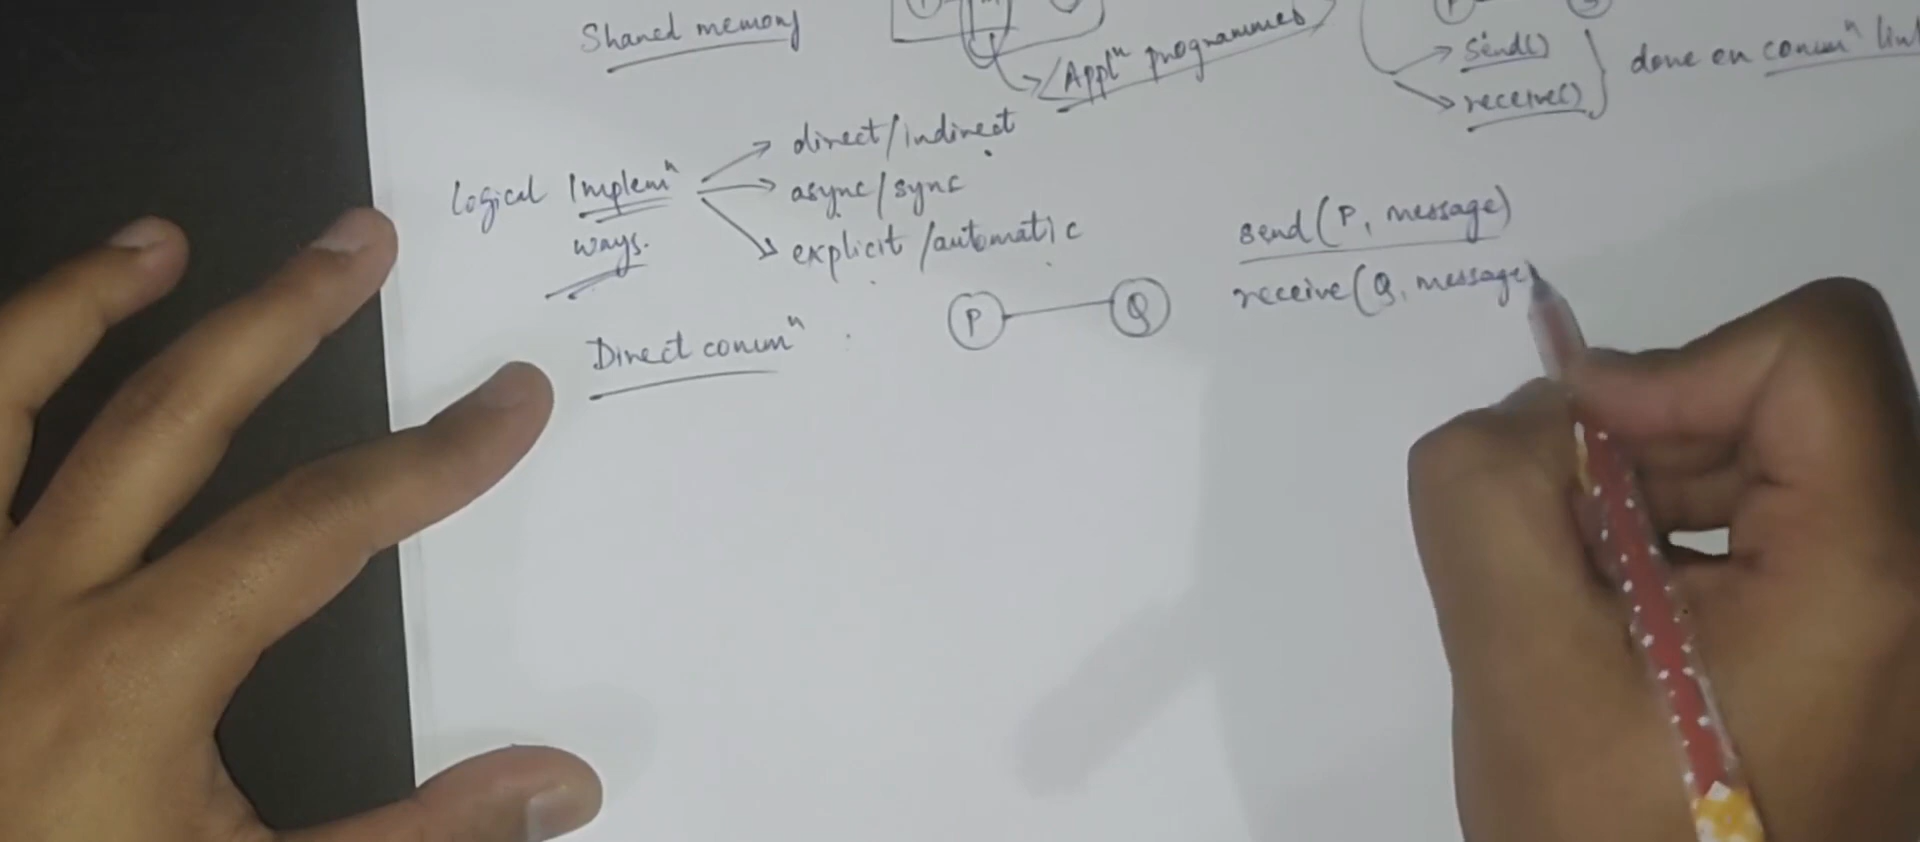 Shared memory
Appl^n programmes
send()
receive()
done on comm^n link
Logical Implem^n
ways.
direct/indirect
async/sync
explicit/automatic
send(P, message)
receive(Q, message)
Direct comm^n :
P
Q